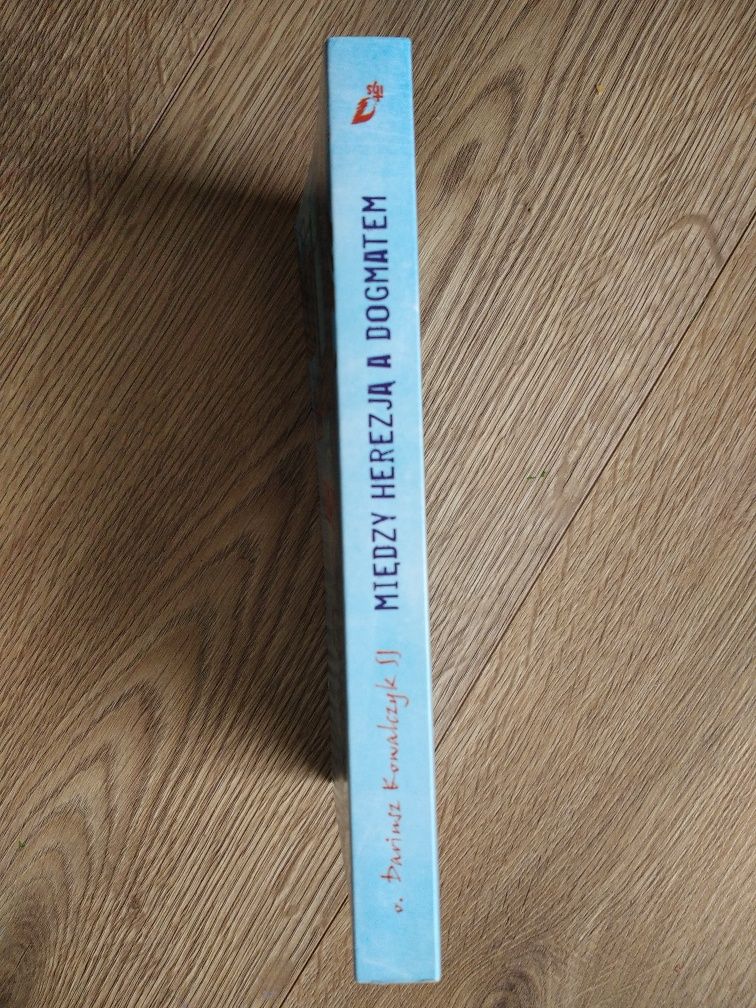 o. Dariusz Kowalczyk SJ
MIĘDZY HEREZJĄ A DOGMATEM